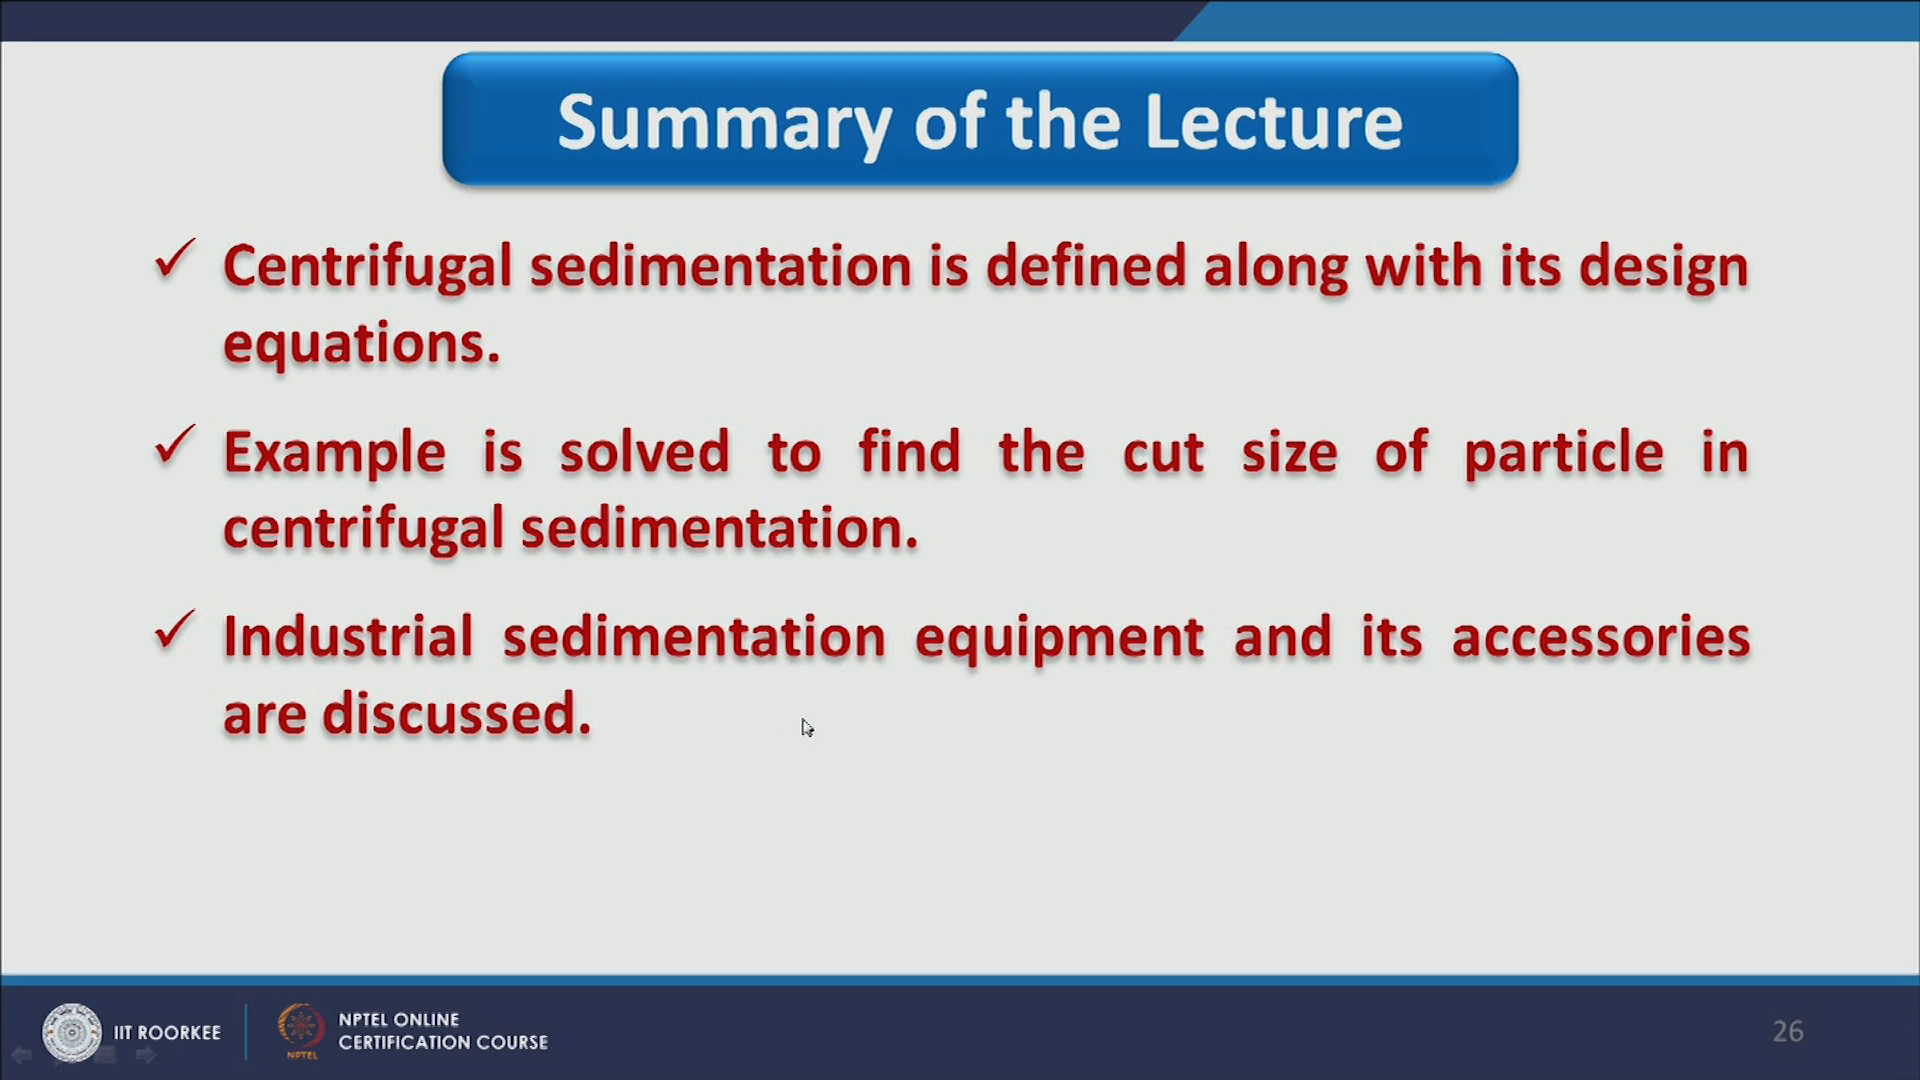 Summary of the Lecture
✓ Centrifugal sedimentation is defined along with its design
equations.
✓ Example is solved to find the cut size of particle in
centrifugal sedimentation.
✓ Industrial sedimentation equipment and its accessories
are discussed.
IIT ROORKEE
NPTEL
NPTEL ONLINE
CERTIFICATION COURSE
26